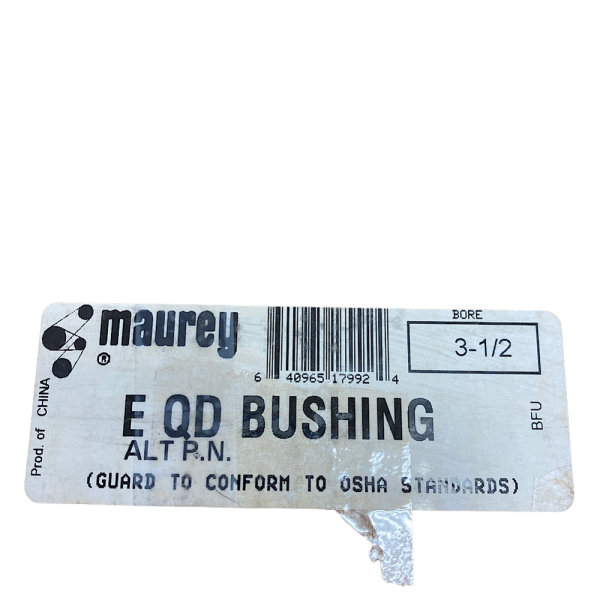 maurey
®
BORE
3-1/2
6 40965 17992 4
E QD BUSHING
ALT P.N.
(GUARD TO CONFORM TO OSHA STANDARDS)
Prod. of CHINA
BFU